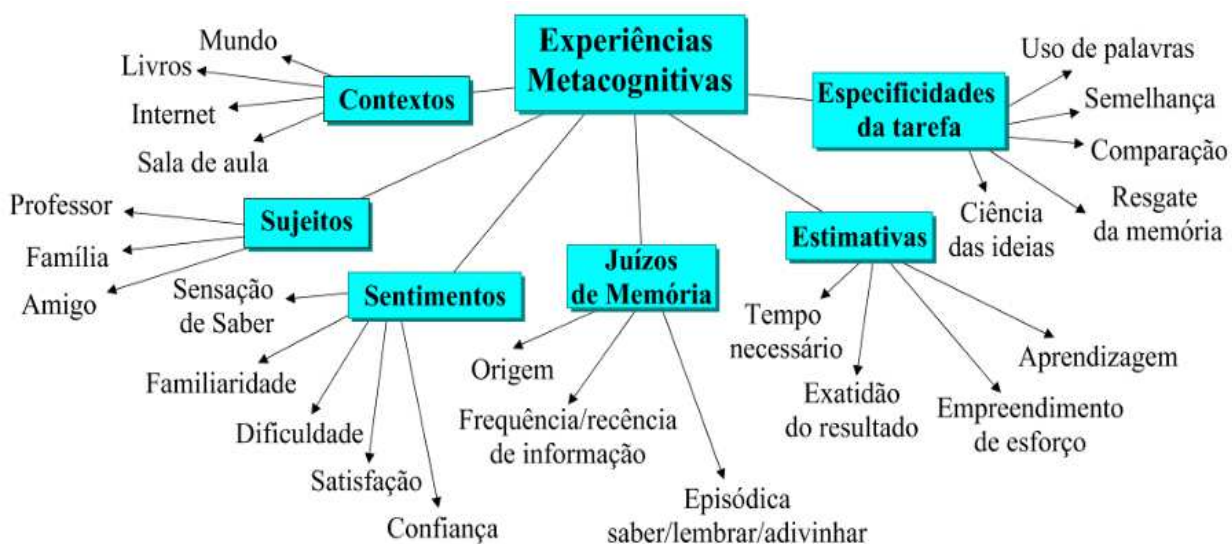 Experiências
Metacognitivas
Contextos
Mundo
Livros
Internet
Sala de aula
Sujeitos
Professor
Família
Amigo
Sentimentos
Sensação
de Saber
Familiaridade
Dificuldade
Satisfação
Confiança
Juízos
de Memória
Origem
Frequência/recência
de informação
Episódica
saber/lembrar/adivinhar
Estimativas
Tempo
necessário
Exatidão
do resultado
Empreendimento
de esforço
Aprendizagem
Especificidades
da tarefa
Uso de palavras
Semelhança
Comparação
Resgate
da memória
Ciência
das ideias